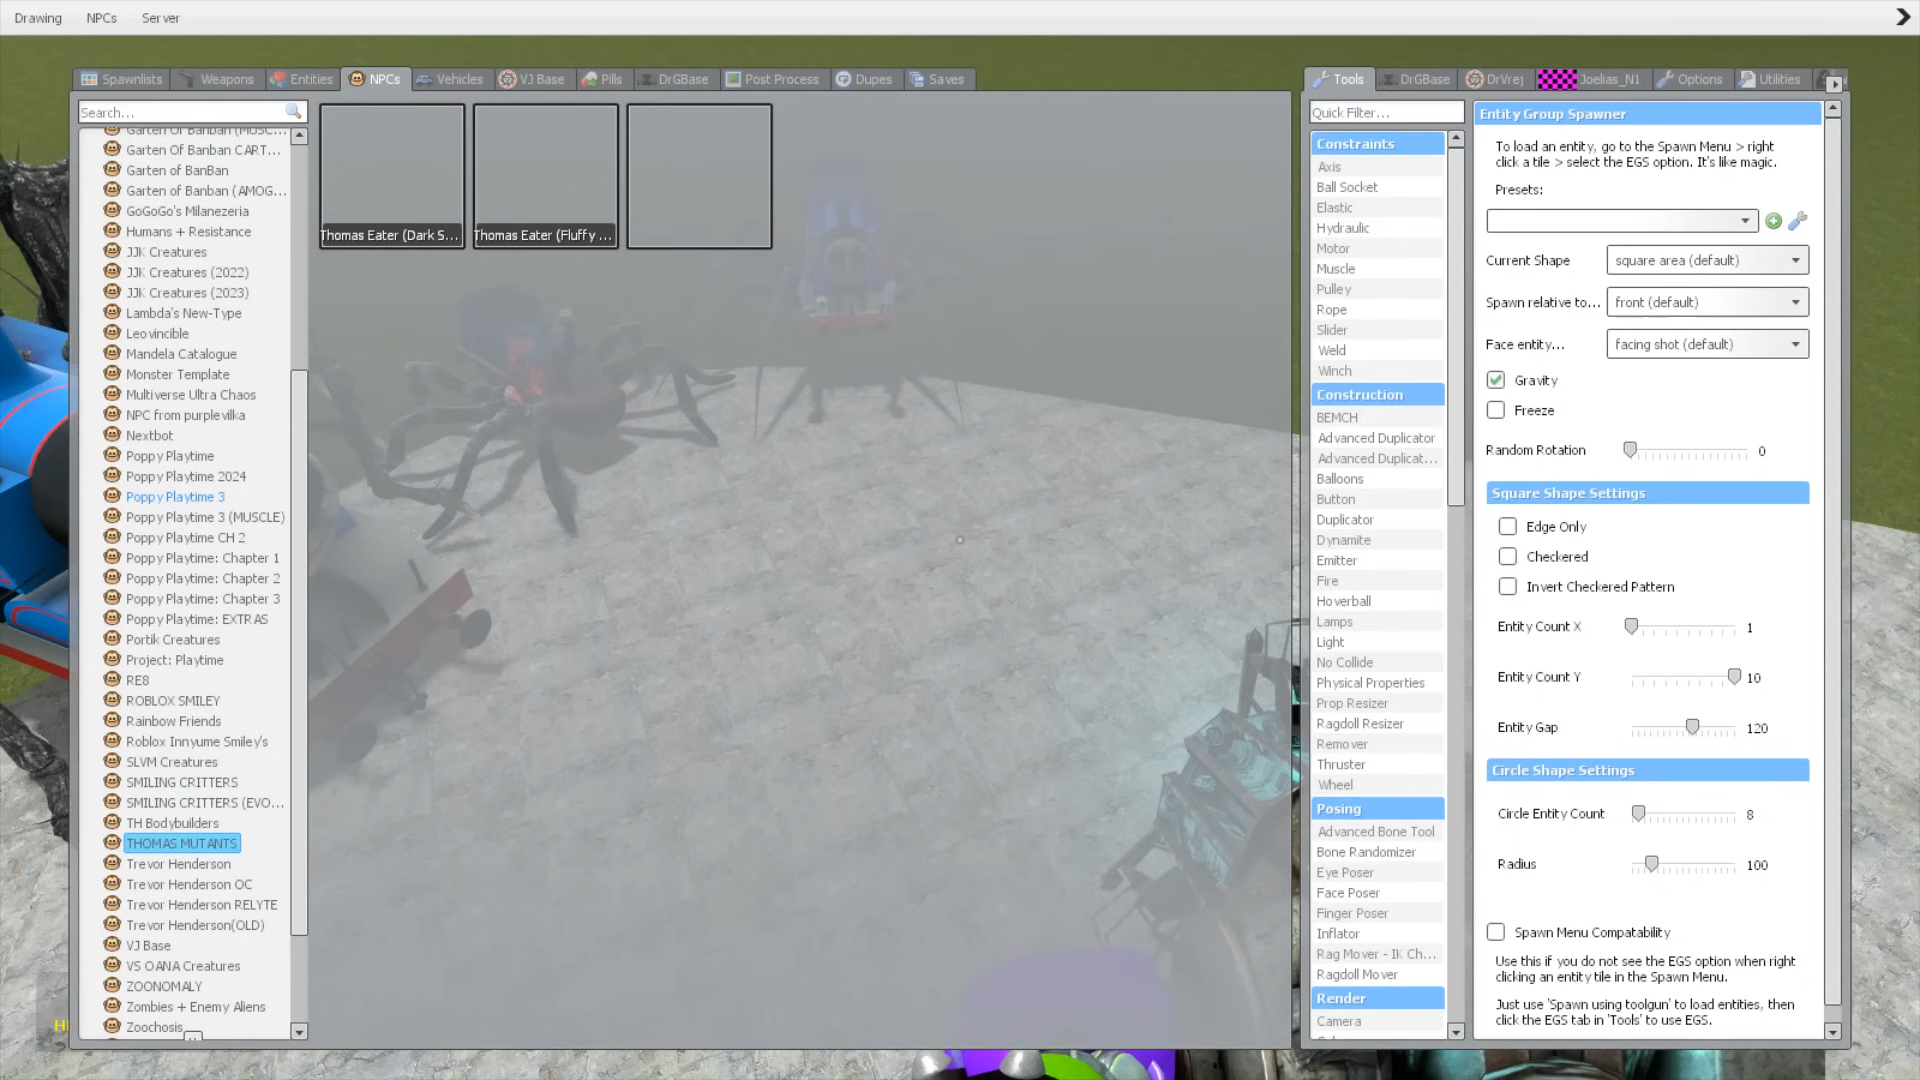 Drawing NPCs Server
Spawnlists Weapons Entities NPCs Vehicles VJ Base Pills DrGBase Post Process Dupes Saves
Search...
Garten Of Banban (MUSC...
Garten Of Banban CART...
Garten of BanBan
Garten of Banban (AMOG...
GoGoGo's Milanezeria
Humans + Resistance
JJK Creatures
JJK Creatures (2022)
JJK Creatures (2023)
Lambda's New-Type
Leovincible
Mandela Catalogue
Monster Template
Multiverse Ultra Chaos
NPC from purplevilka
Nextbot
Poppy Playtime
Poppy Playtime 2024
Poppy Playtime 3
Poppy Playtime 3 (MUSCLE)
Poppy Playtime CH 2
Poppy Playtime: Chapter 1
Poppy Playtime: Chapter 2
Poppy Playtime: Chapter 3
Poppy Playtime: EXTRAS
Portik Creatures
Project: Playtime
RE8
ROBLOX SMILEY
Rainbow Friends
Roblox Innyume Smiley's
SLVM Creatures
SMILING CRITTERS
SMILING CRITTERS (EVO...
TH Bodybuilders
THOMAS MUTANTS
Trevor Henderson
Trevor Henderson OC
Trevor Henderson RELYTE
Trevor Henderson(OLD)
VJ Base
VS OANA Creatures
ZOONOMALY
Zombies + Enemy Aliens
Zoochosis
Thomas Eater (Dark S... Thomas Eater (Fluffy ...
Tools DrGBase DrVrej Joelias_N1 Options Utilities
Quick Filter...
Constraints
Axis
Ball Socket
Elastic
Hydraulic
Motor
Muscle
Pulley
Rope
Slider
Weld
Winch
Construction
BEMCH
Advanced Duplicator
Advanced Duplicat...
Balloons
Button
Duplicator
Dynamite
Emitter
Fire
Hoverball
Lamps
Light
No Collide
Physical Properties
Prop Resizer
Ragdoll Resizer
Remover
Thruster
Wheel
Posing
Advanced Bone Tool
Bone Randomizer
Eye Poser
Face Poser
Finger Poser
Inflator
Rag Mover - IK Ch...
Ragdoll Mover
Render
Camera
Entity Group Spawner
To load an entity, go to the Spawn Menu > right
click a tile > select the EGS option. It's like magic.
Presets:
Current Shape square area (default)
Spawn relative to... front (default)
Face entity... facing shot (default)
Gravity
Freeze
Random Rotation 0
Square Shape Settings
Edge Only
Checkered
Invert Checkered Pattern
Entity Count X 1
Entity Count Y 10
Entity Gap 120
Circle Shape Settings
Circle Entity Count 8
Radius 100
Spawn Menu Compatability
Use this if you do not see the EGS option when right
clicking an entity tile in the Spawn Menu.
Just use 'Spawn using toolgun' to load entities, then
click the EGS tab in 'Tools' to use EGS.